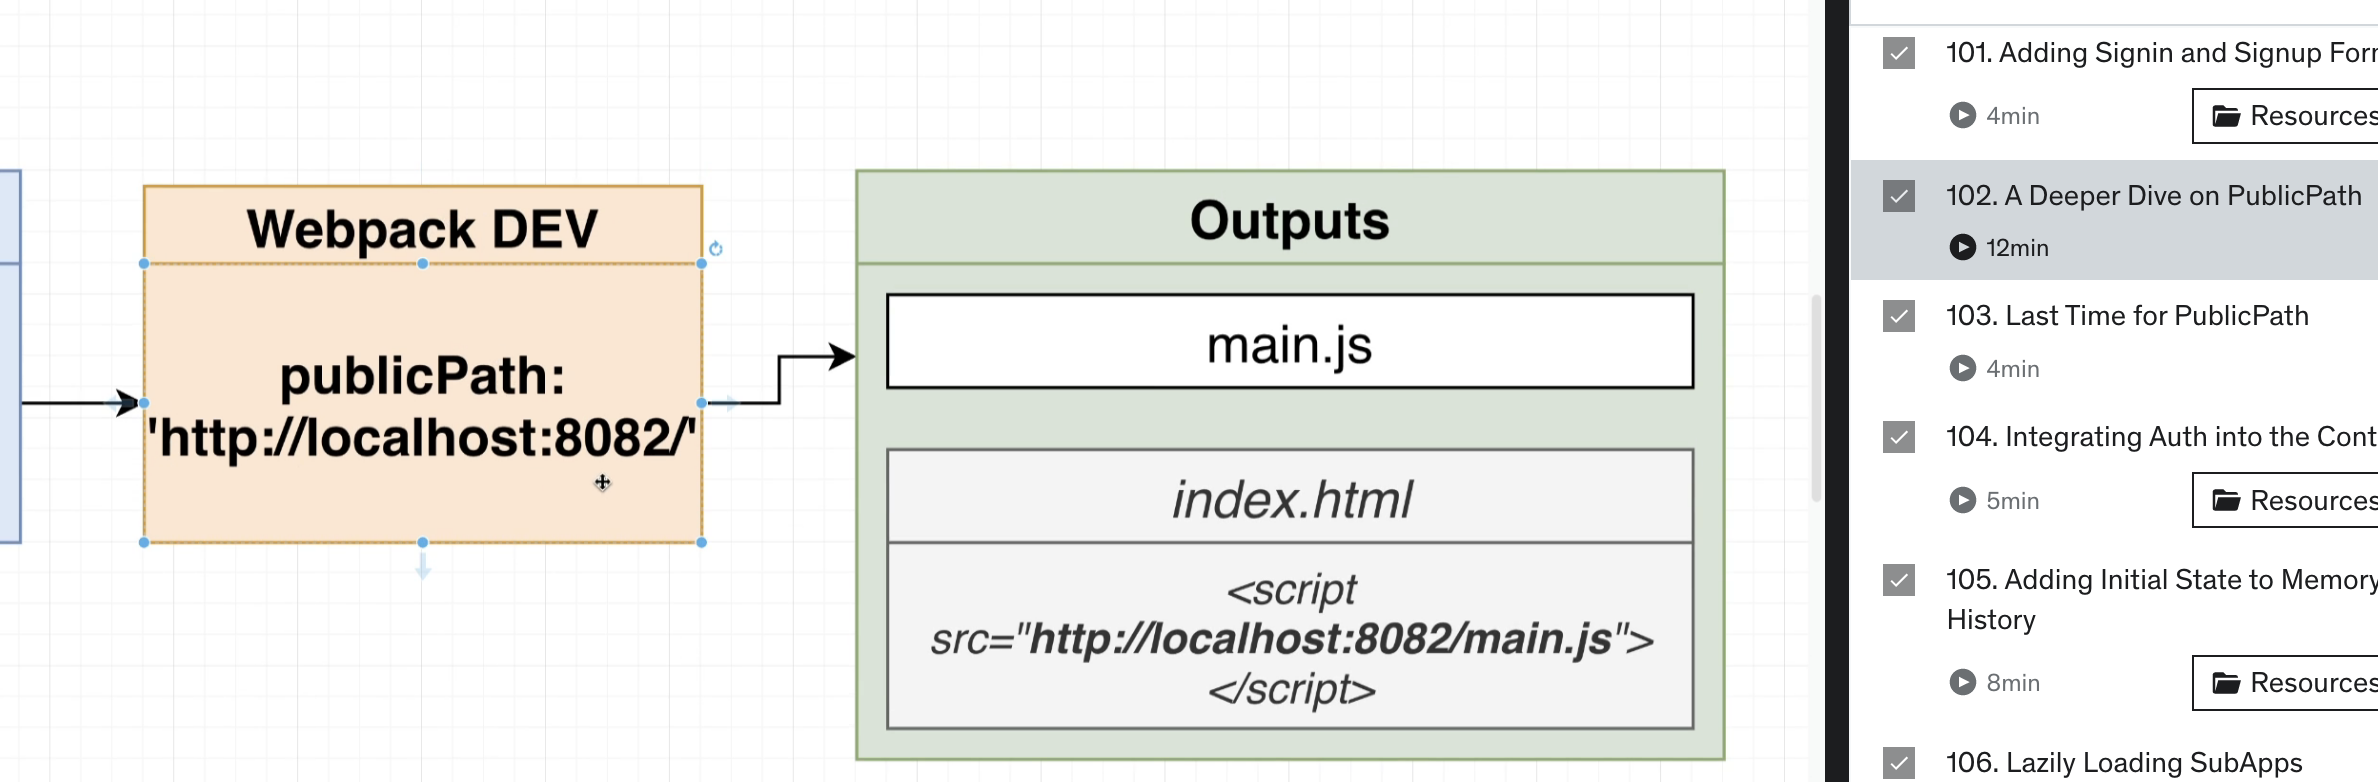 Webpack DEV
publicPath:
'http://localhost:8082/'
Outputs
main.js
index.html
<script
src="http://localhost:8082/main.js">
</script>
101. Adding Signin and Signup For
4min
Resources
102. A Deeper Dive on PublicPath
12min
103. Last Time for PublicPath
4min
104. Integrating Auth into the Cont
5min
Resources
105. Adding Initial State to Memory
History
8min
Resources
106. Lazily Loading SubApps